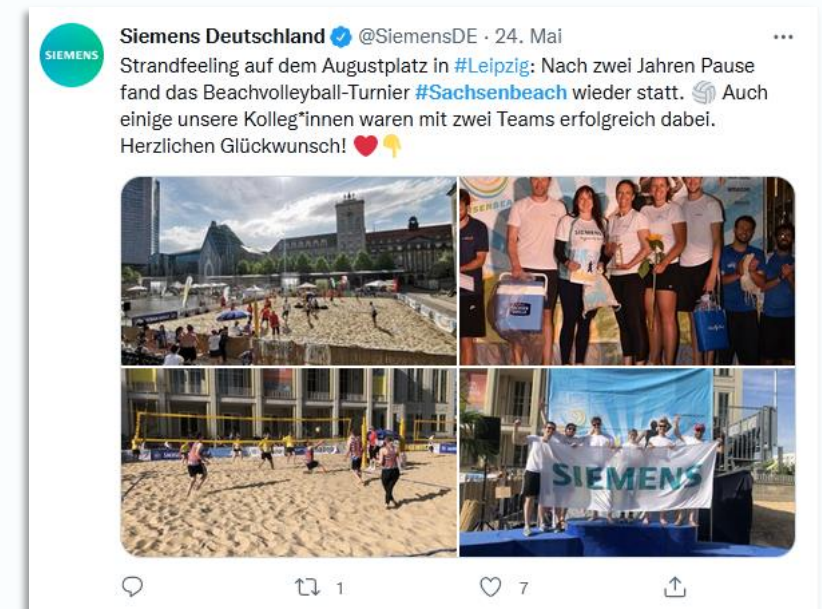 SIEMENS
Siemens Deutschland @SiemensDE · 24. Mai
Strandfeeling auf dem Augustplatz in #Leipzig: Nach zwei Jahren Pause
fand das Beachvolleyball-Turnier #Sachsenbeach wieder statt. 🏐 Auch
einige unsere Kolleg*innen waren mit zwei Teams erfolgreich dabei.
Herzlichen Glückwunsch! ❤️👇
SIEMENS
SIEMENS
1
7